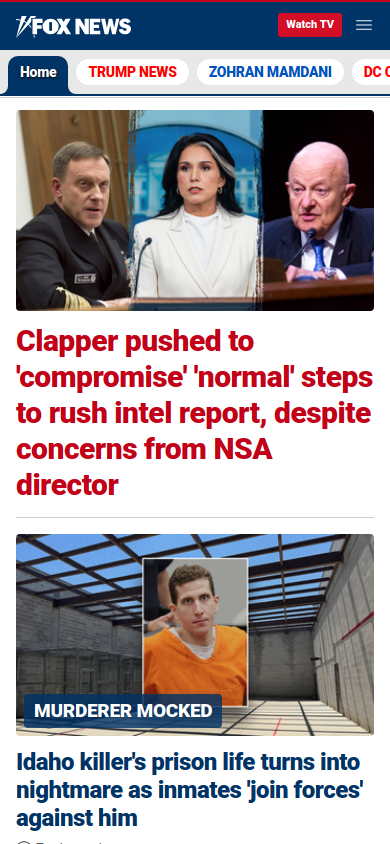 FOX NEWS
Watch TV
Home
TRUMP NEWS
ZOHRAN MAMDANI
DC
Clapper pushed to
'compromise' 'normal' steps
to rush intel report, despite
concerns from NSA
director
MURDERER MOCKED
Idaho killer's prison life turns into
nightmare as inmates 'join forces'
against him